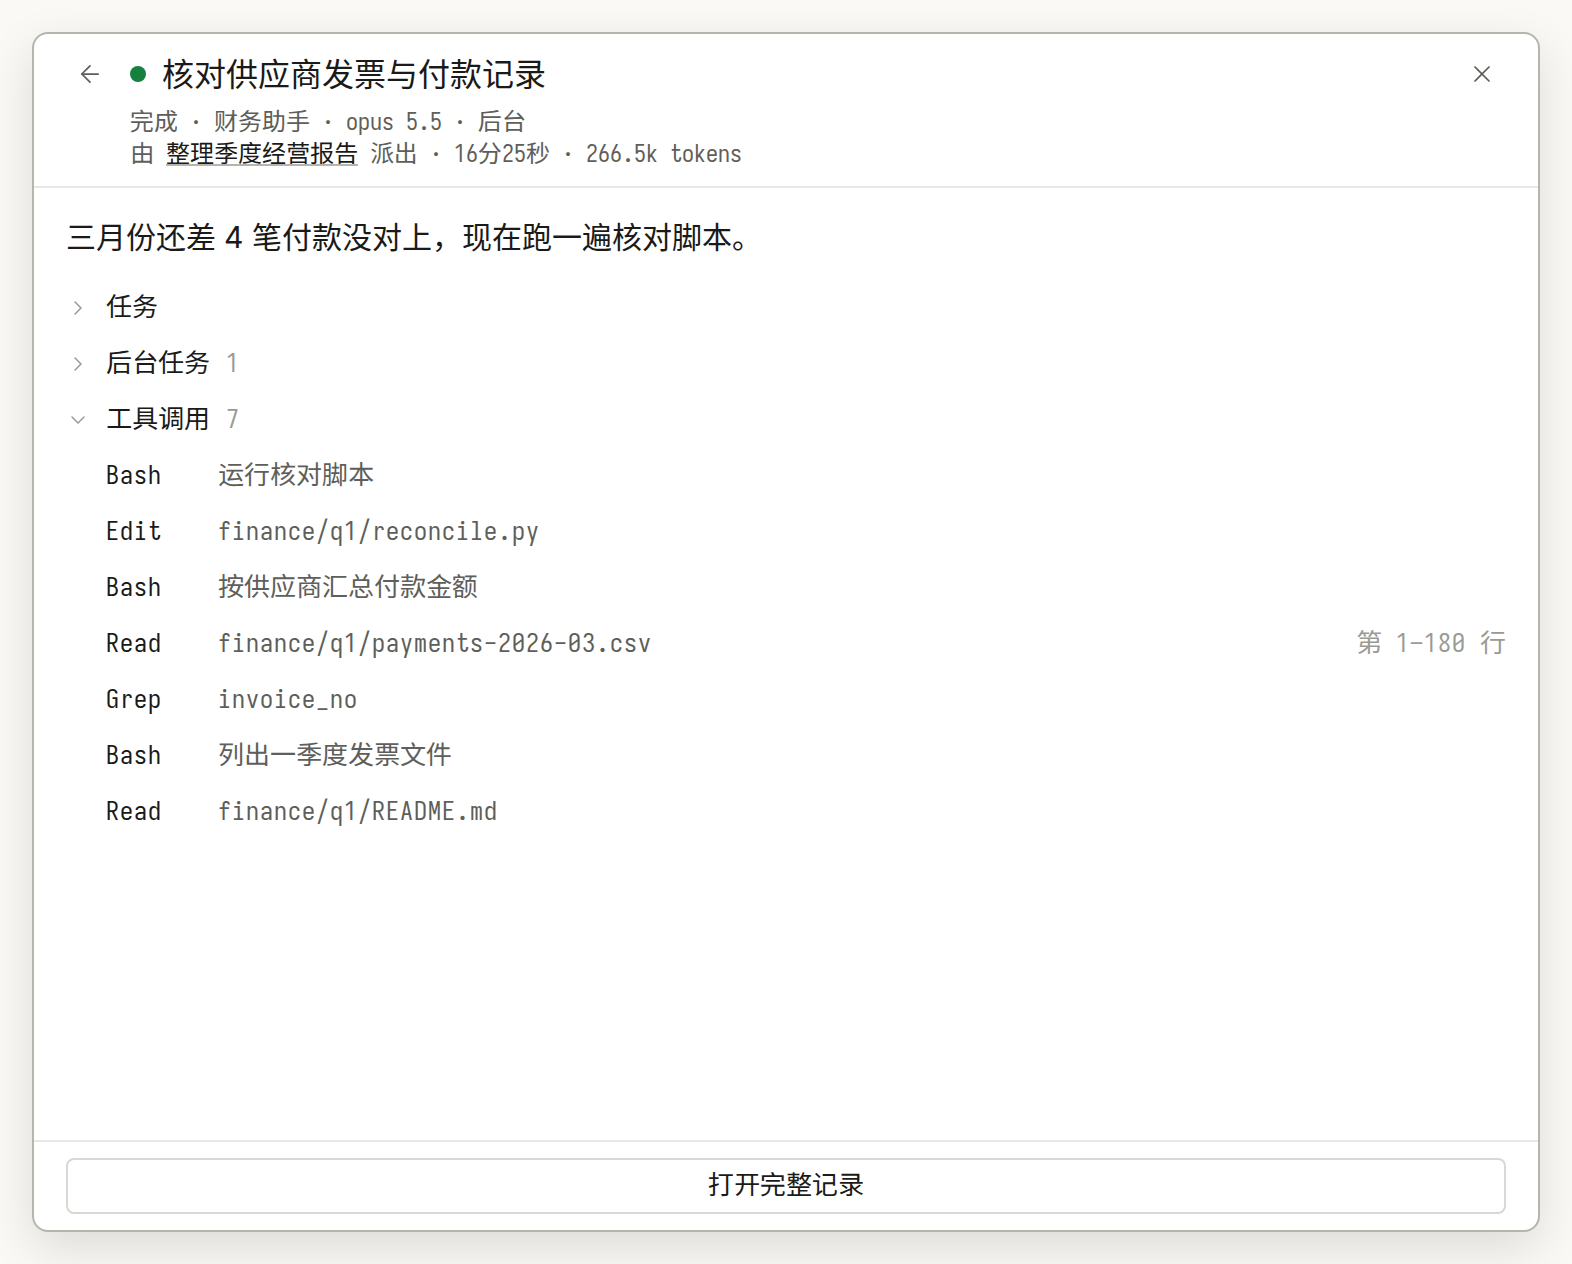 核对供应商发票与付款记录
完成 · 财务助手 · opus 5.5 · 后台
由 整理季度经营报告 派出 · 16分25秒 · 266.5k tokens
三月份还差 4 笔付款没对上，现在跑一遍核对脚本。
任务
后台任务 1
工具调用 7
Bash 运行核对脚本
Edit finance/q1/reconcile.py
Bash 按供应商汇总付款金额
Read finance/q1/payments-2026-03.csv 第 1-180 行
Grep invoice_no
Bash 列出一季度发票文件
Read finance/q1/README.md
打开完整记录